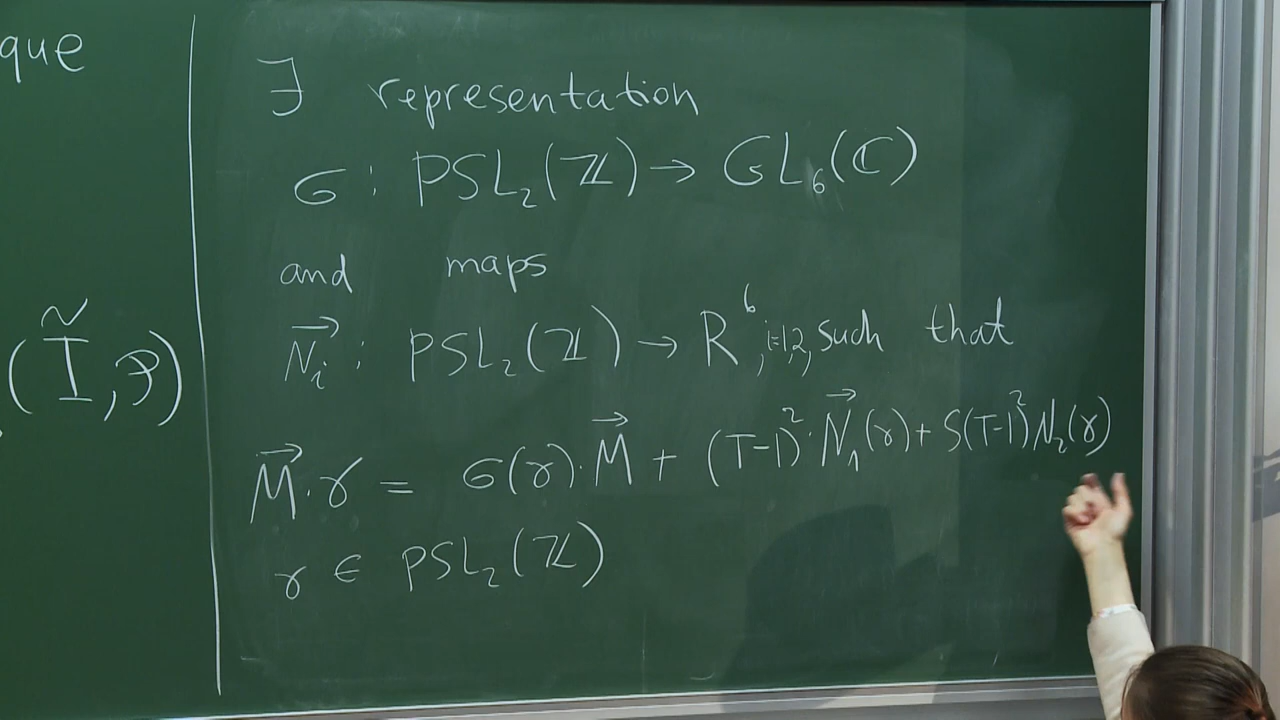 que
(Ĩ, P)
∃ representation
σ : PSL₂(ℤ) → GL₆(ℂ)
and maps
N⃗ᵢ : PSL₂(ℤ) → R⁶, i=1,2, such that
M⃗.γ = σ(γ).M⃗ + (T-1)²·N⃗₁(γ) + S(T-1)²N₂(γ)
γ ∈ PSL₂(ℤ)